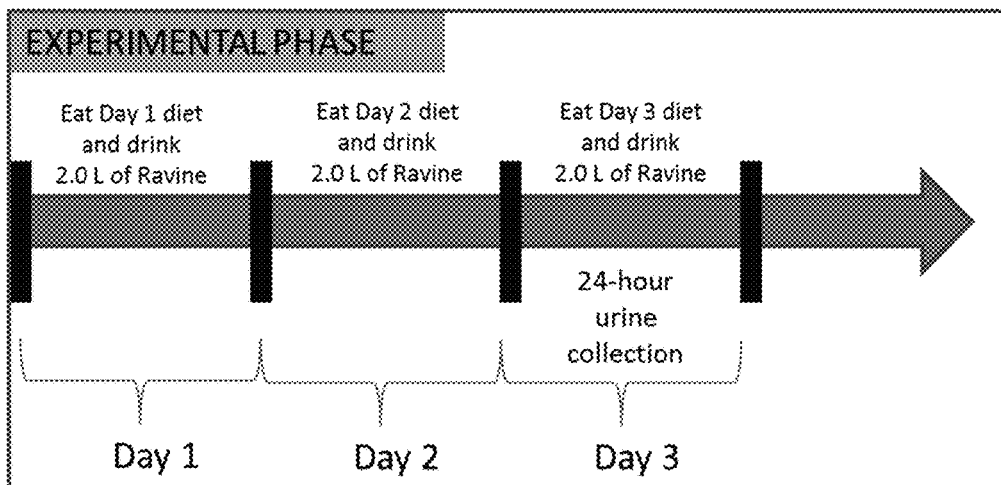 EXPERIMENTAL PHASE
Eat Day 1 diet
and drink
2.0 L of Ravine
Eat Day 2 diet
and drink
2.0 L of Ravine
Eat Day 3 diet
and drink
2.0 L of Ravine
24-hour
urine
collection
Day 1
Day 2
Day 3